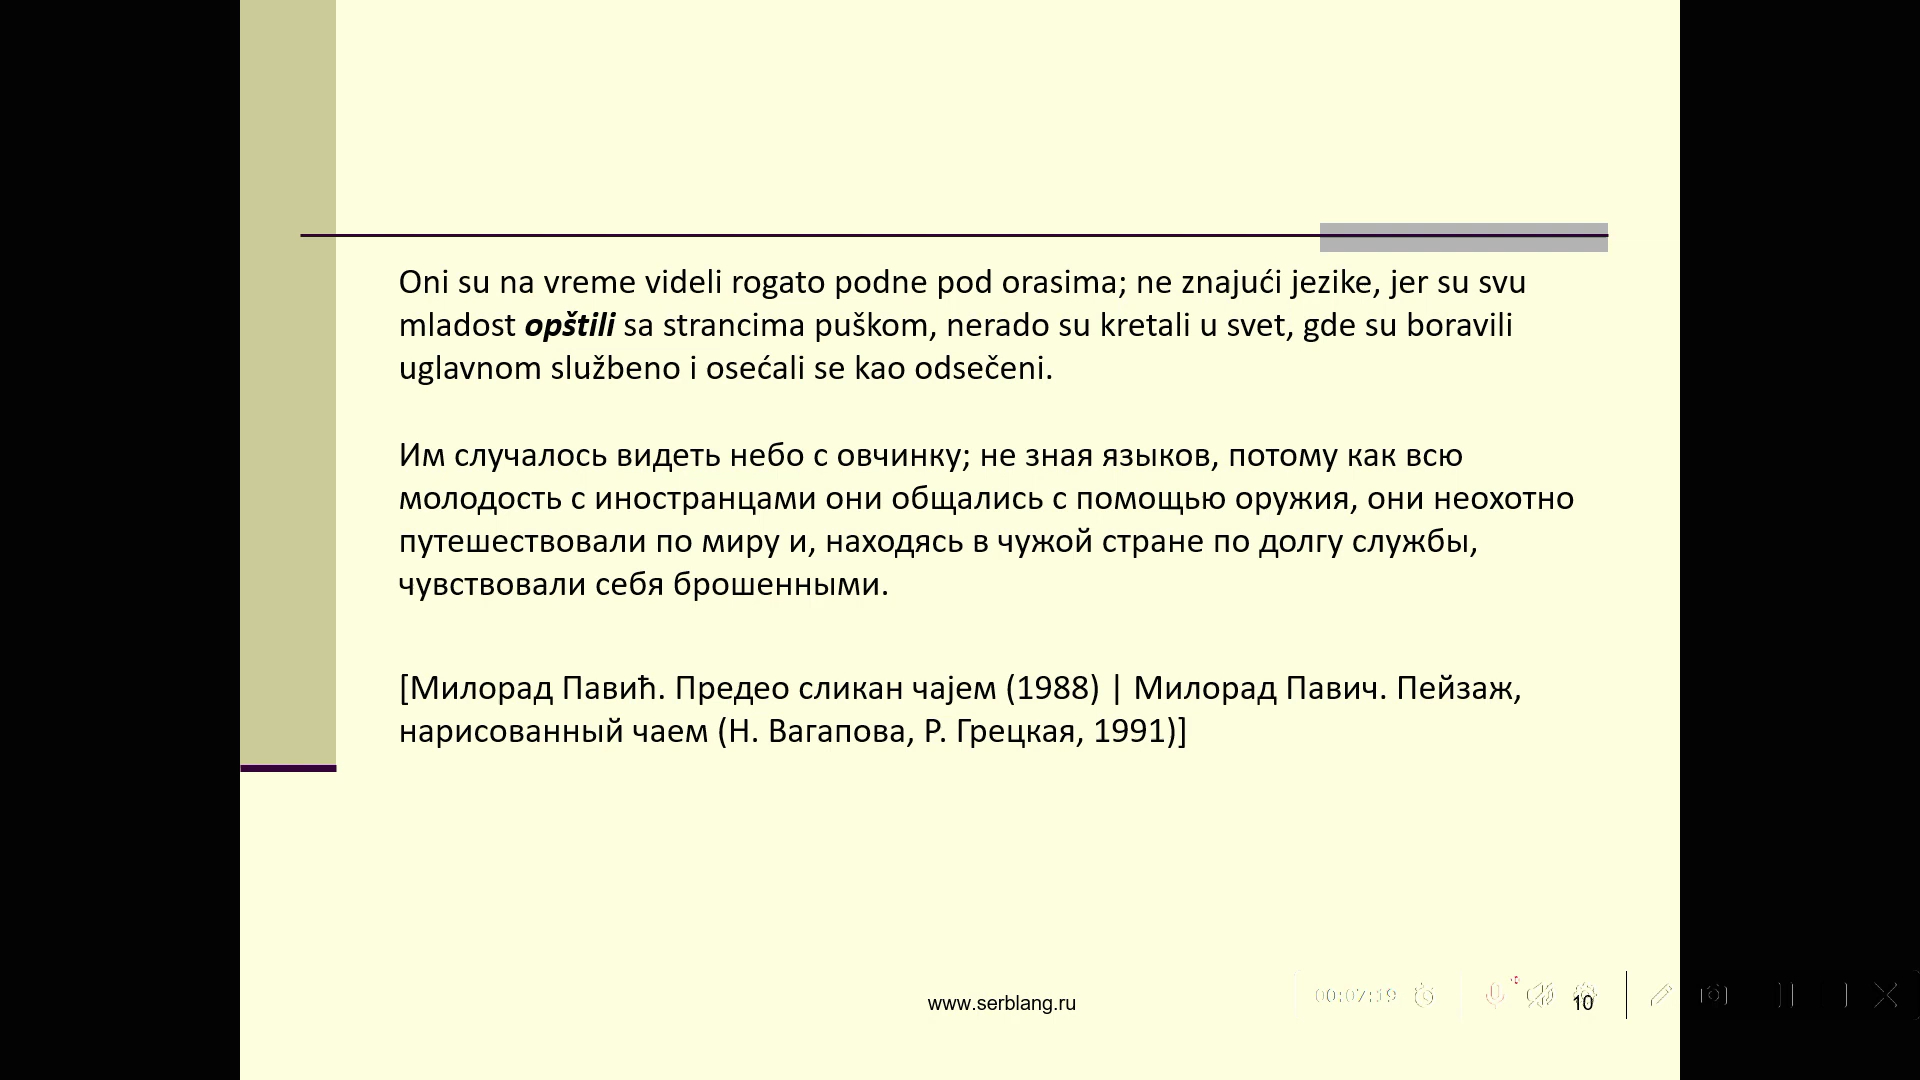 Oni su na vreme videli rogato podne pod orasima; ne znajući jezike, jer su svu
mladost opštili sa strancima puškom, nerado su kretali u svet, gde su boravili
uglavnom službeno i osećali se kao odsečeni.
Им случалось видеть небо с овчинку; не зная языков, потому как всю
молодость с иностранцами они общались с помощью оружия, они неохотно
путешествовали по миру и, находясь в чужой стране по долгу службы,
чувствовали себя брошенными.
[Милорад Павић. Предео сликан чајем (1988) | Милорад Павич. Пейзаж,
нарисованный чаем (Н. Вагапова, Р. Грецкая, 1991)]
www.serblang.ru
00:07:19
10